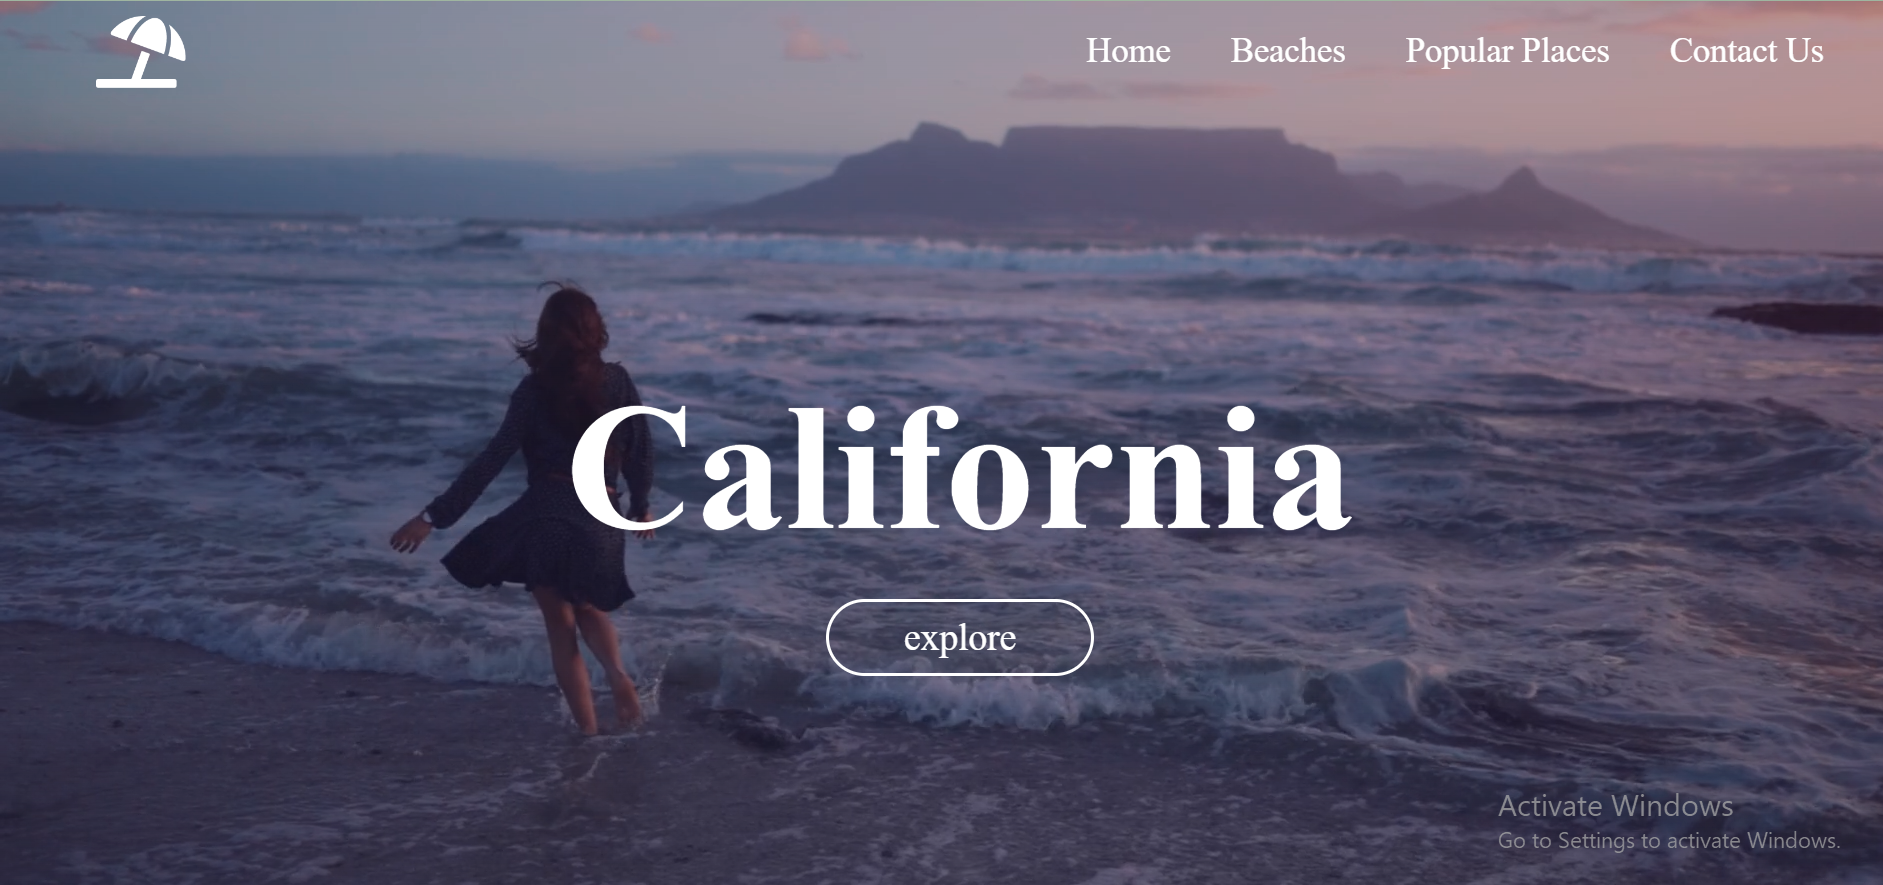 Home Beaches Popular Places Contact Us
California
explore
Activate Windows
Go to Settings to activate Windows.